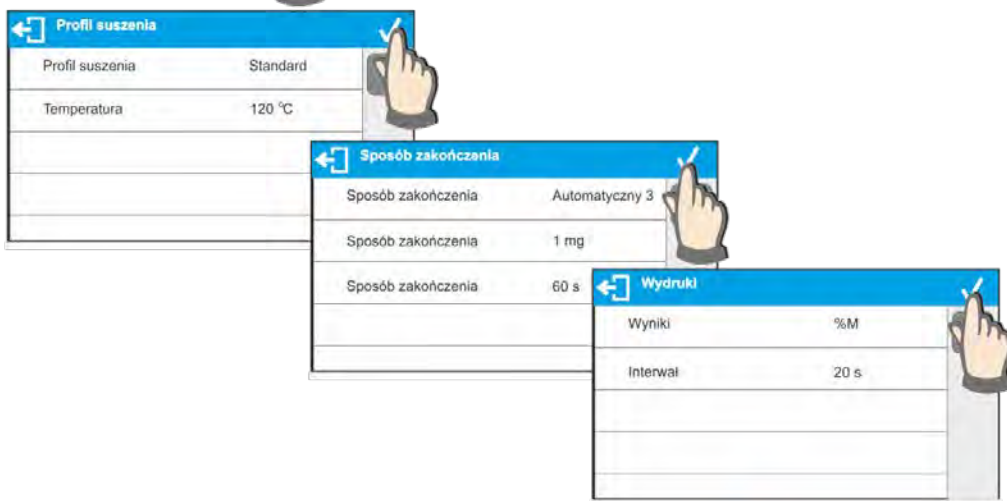 Profil suszenia
Profil suszenia Standard
Temperatura 120 °C
Sposób zakończenia
Sposób zakończenia Automatyczny 3
Sposób zakończenia 1 mg
Sposób zakończenia 60 s
Wydruki
Wyniki %M
Interwał 20 s